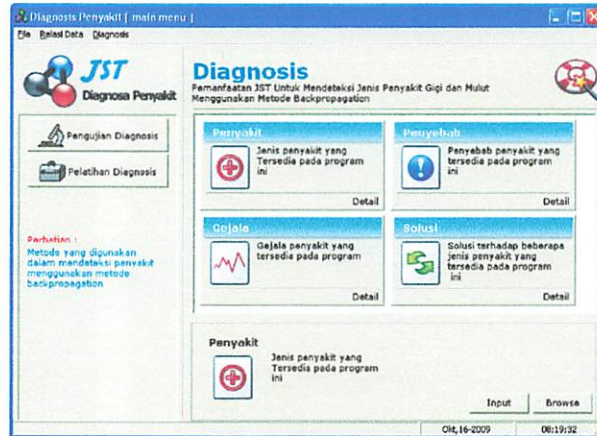 Diagnosis Penyakit [ main menu ]
File Relasi Data Diagnosis
JST
Diagnosa Penyakit
Diagnosis
Pemanfaatan JST Untuk Mendeteksi Jenis Penyakit Gigi dan Mulut
Menggunakan Metode Backpropagation
Pengujian Diagnosis
Pelatihan Diagnosis
Perhatian :
Metode yang digunakan
dalam mendeteksi penyakit
menggunakan metode
backpropagation
Penyakit
Jenis penyakit yang
Tersedia pada program
ini
Detail
Penyebab
Penyebab penyakit yang
tersedia pada program
ini
Detail
Gejala
Gejala penyakit yang
tersedia pada program
Detail
Solusi
Solusi terhadap beberapa
jenis penyakit yang
tersedia pada program
ini
Detail
Penyakit
Jenis penyakit yang
Tersedia pada program
ini
Input
Browse
Okt,16-2009
08:19:32